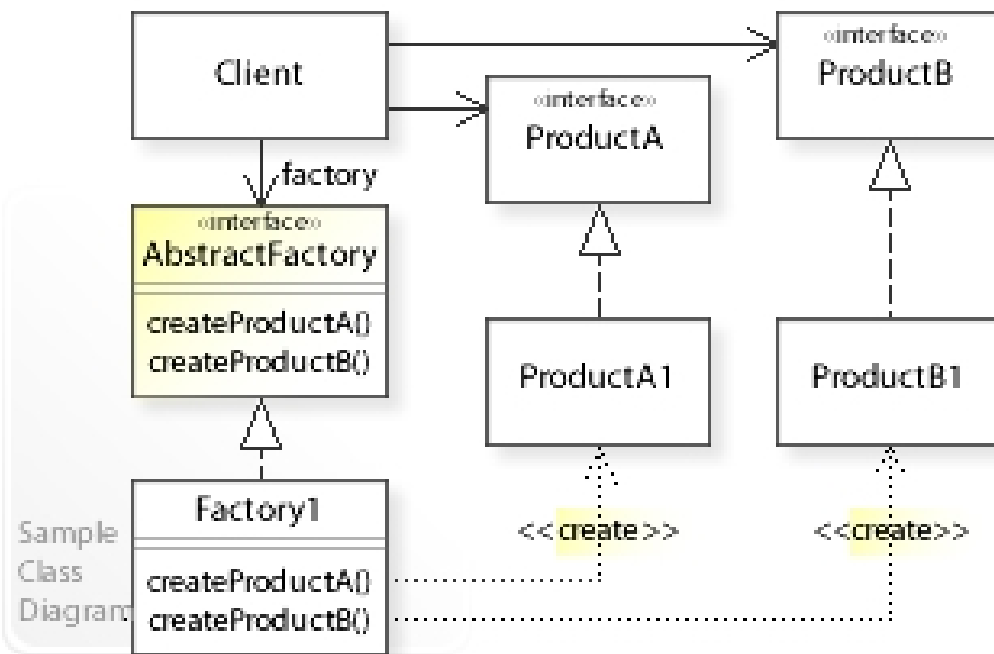 Client
«interface»
ProductB
«interface»
ProductA
factory
«interface»
AbstractFactory
createProductA()
createProductB()
ProductA1
ProductB1
Factory1
createProductA()
createProductB()
<<create>>
<<create>>
Sample
Class
Diagram